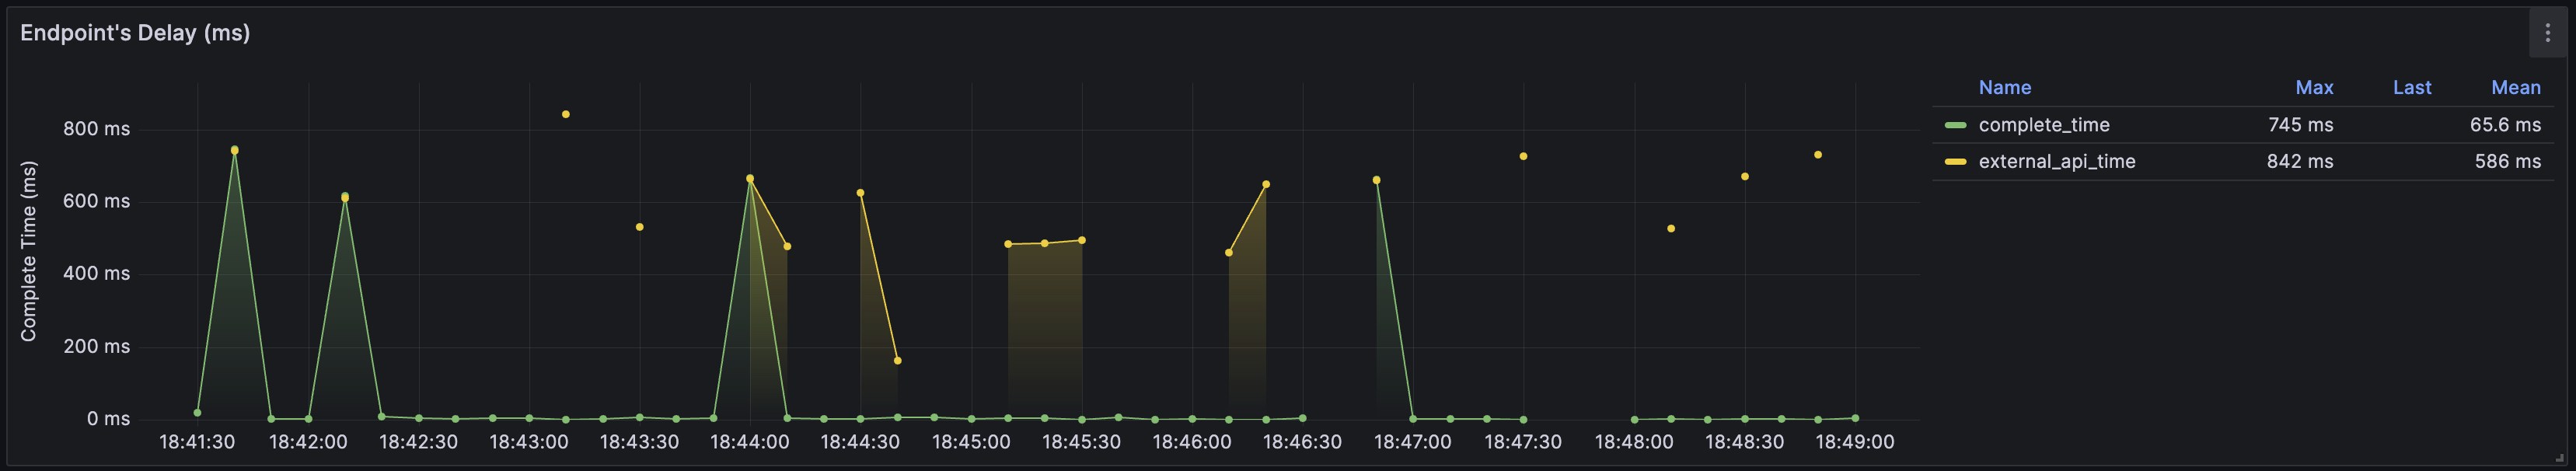 Endpoint's Delay (ms)
Complete Time (ms)
800 ms
600 ms
400 ms
200 ms
0 ms
18:41:30 18:42:00 18:42:30 18:43:00 18:43:30 18:44:00 18:44:30 18:45:00 18:45:30 18:46:00 18:46:30 18:47:00 18:47:30 18:48:00 18:48:30 18:49:00
Name Max Last Mean
complete_time 745 ms 65.6 ms
external_api_time 842 ms 586 ms